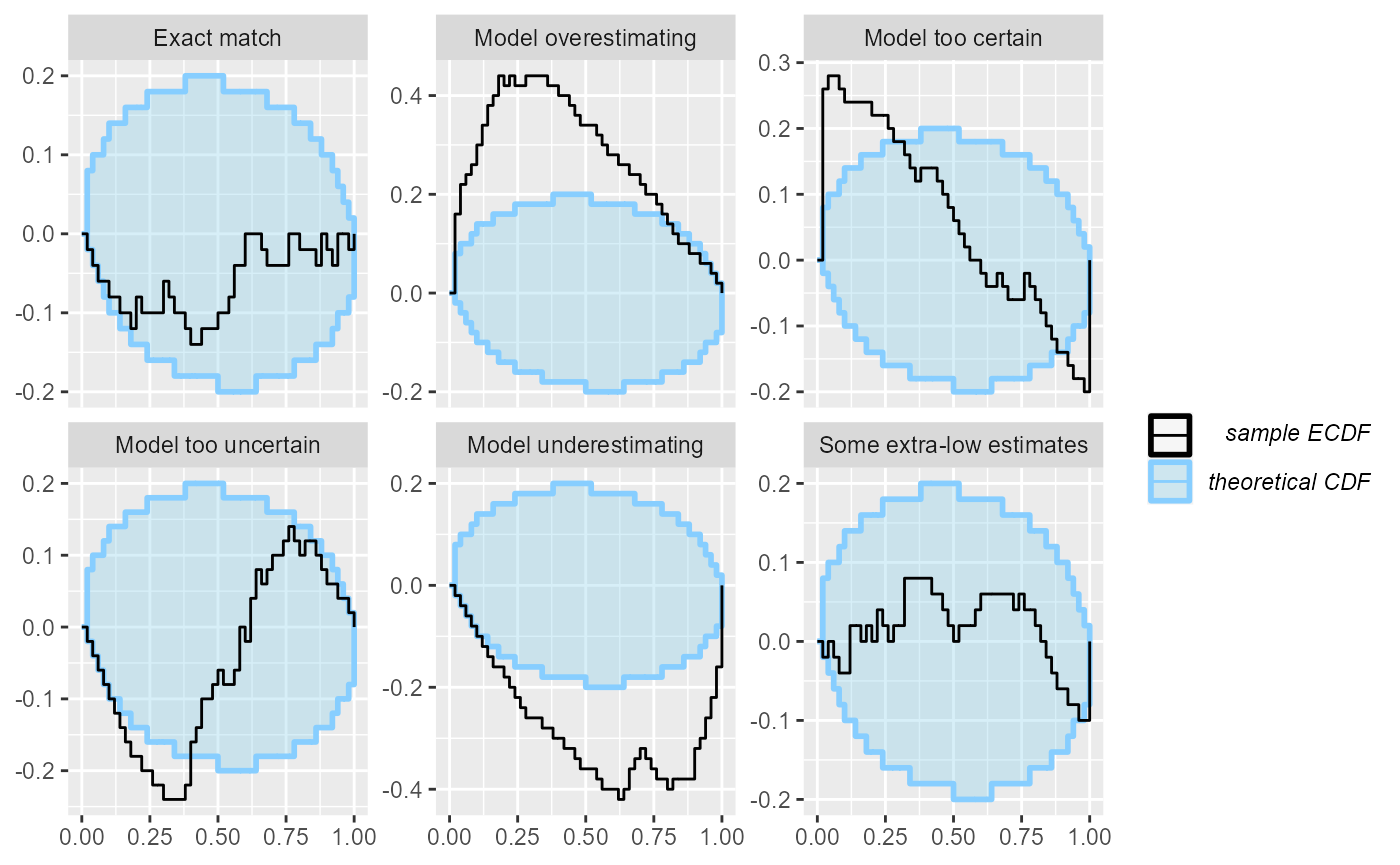 Exact match
Model overestimating
Model too certain
0.2
0.1
0.0
-0.1
-0.2
0.4
0.2
0.0
-0.2
0.3
0.2
0.1
0.0
-0.1
-0.2
Model too uncertain
Model underestimating
Some extra-low estimates
0.2
0.1
0.0
-0.1
-0.2
0.2
0.0
-0.2
-0.4
0.2
0.1
0.0
-0.1
-0.2
0.00 0.25 0.50 0.75 1.00
0.00 0.25 0.50 0.75 1.00
0.00 0.25 0.50 0.75 1.00
sample ECDF
theoretical CDF